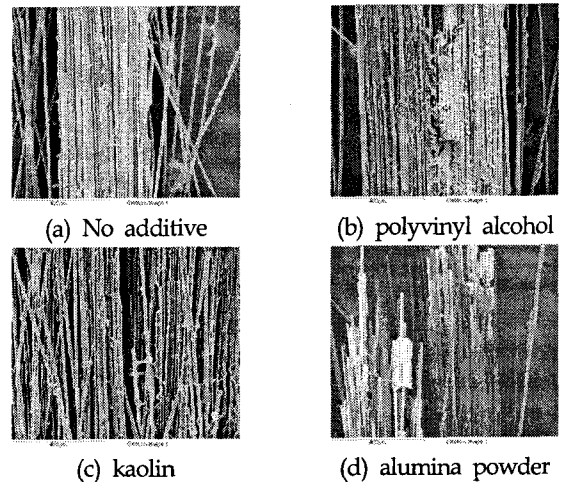 (a) No additive
(b) polyvinyl alcohol
(c) kaolin
(d) alumina powder